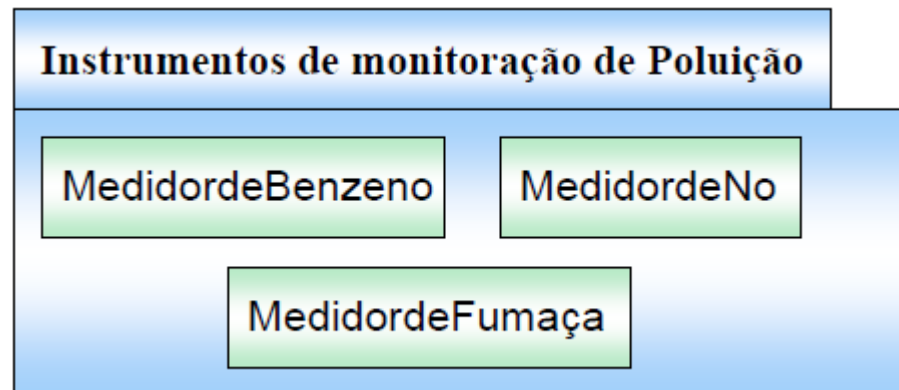 Instrumentos de monitoração de Poluição
MedidordeBenzeno
MedidordeNo
MedidordeFumaça